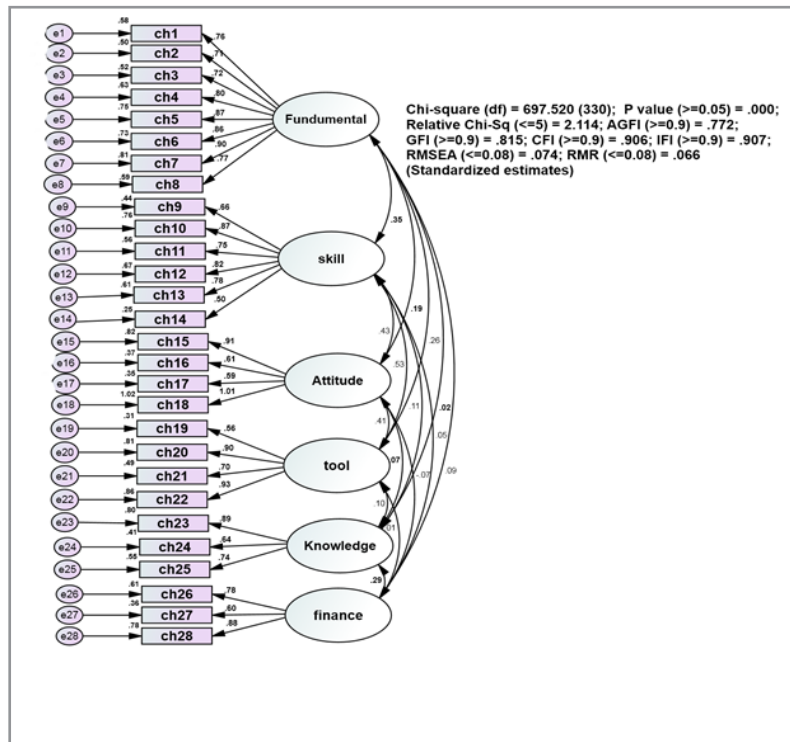 .58
e1
ch1
.76
.50
e2
ch2
.71
.52
e3
ch3
.72
.63
e4
ch4
.80
.75
e5
ch5
.87
.73
e6
ch6
.86
.81
e7
ch7
.90
.59
e8
ch8
.77
Fundumental
Chi-square (df) = 697.520 (330); P value (>=0.05) = .000;
Relative Chi-Sq (<=5) = 2.114; AGFI (>=0.9) = .772;
GFI (>=0.9) = .815; CFI (>=0.9) = .906; IFI (>=0.9) = .907;
RMSEA (<=0.08) = .074; RMR (<=0.08) = .066
(Standardized estimates)
.44
e9
ch9
.66
.76
e10
ch10
.87
.56
e11
ch11
.75
.67
e12
ch12
.82
.61
e13
ch13
.78
.25
e14
ch14
.50
skill
.35
.82
e15
ch15
.91
.37
e16
ch16
.61
.35
e17
ch17
.59
1.02
e18
ch18
1.01
Attitude
.19
.43
.26
.53
.11
.02
.41
.05
.31
e19
ch19
.56
.81
e20
ch20
.90
.49
e21
ch21
.70
.86
e22
ch22
.93
tool
.07
-.07
.09
.10
.01
.80
e23
ch23
.89
.41
e24
ch24
.64
.55
e25
ch25
.74
Knowledge
.29
.61
e26
ch26
.78
.36
e27
ch27
.60
.78
e28
ch28
.88
finance